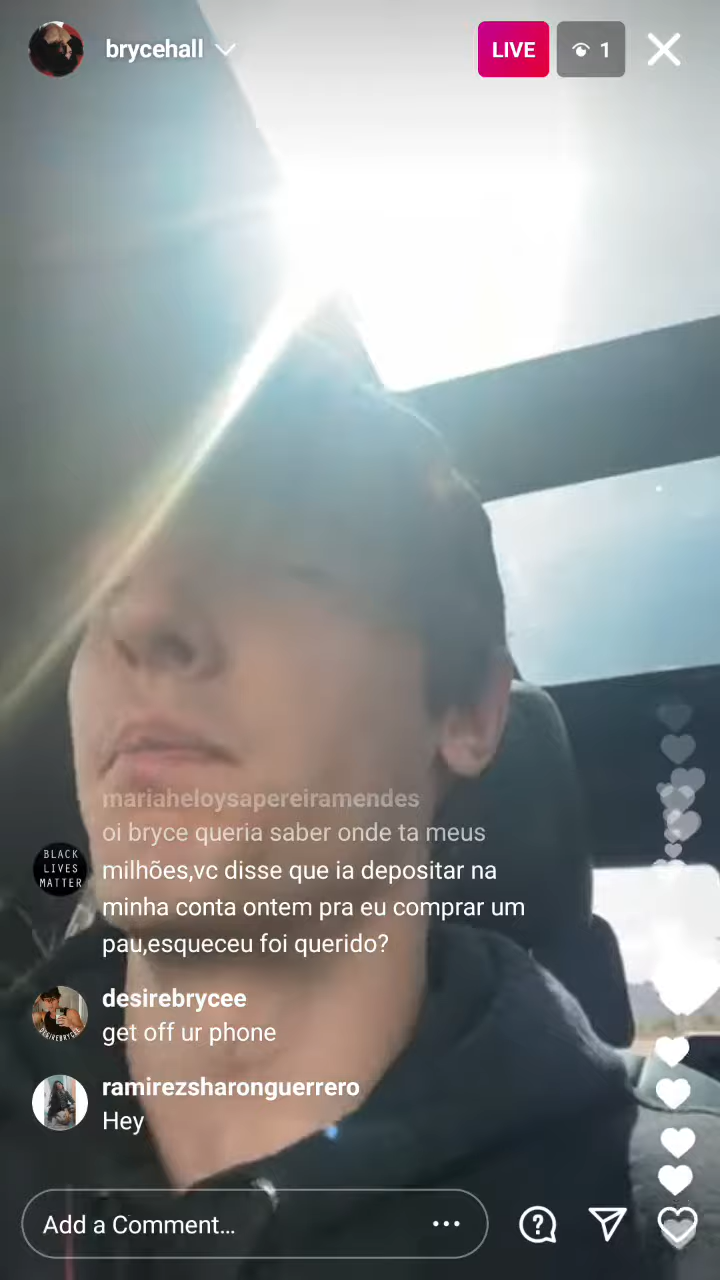 brycehall
LIVE
1
mariaheloysapereiramendes
oi bryce queria saber onde ta meus
milhões,vc disse que ia depositar na
minha conta ontem pra eu comprar um
pau,esqueceu foi querido?
BLACK
LIVES
MATTER
desirebrycee
get off ur phone
ramirezsharonguerrero
Hey
Add a Comment...